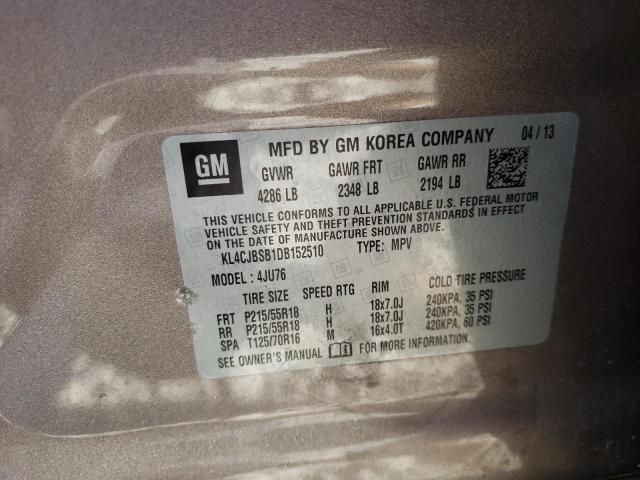 MFD BY GM KOREA COMPANY 04 / 13
GM
GVWR GAWR FRT GAWR RR
4286 LB 2348 LB 2194 LB
THIS VEHICLE CONFORMS TO ALL APPLICABLE U.S. FEDERAL MOTOR
VEHICLE SAFETY AND THEFT PREVENTION STANDARDS IN EFFECT
ON THE DATE OF MANUFACTURE SHOWN ABOVE.
KL4CJBSB1DB152510 TYPE: MPV
MODEL: 4JU76
TIRE SIZE SPEED RTG RIM COLD TIRE PRESSURE
FRT P215/55R18 H 18x7.0J 240KPA, 35 PSI
RR P215/55R18 H 18x7.0J 240KPA, 35 PSI
SPA T125/70R16 M 16x4.0T 420KPA, 60 PSI
SEE OWNER'S MANUAL FOR MORE INFORMATION.